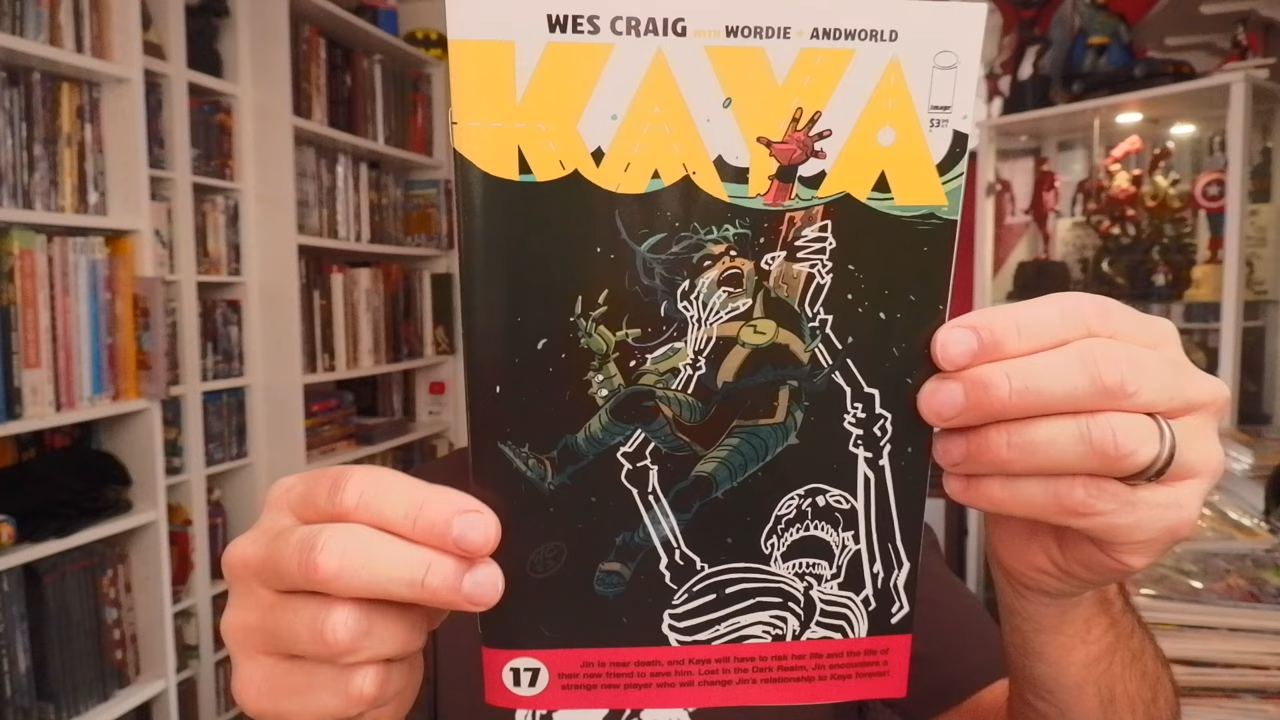 WES CRAIG WITH WORDIE + ANDWORLD
KAYA
image
$3.99
17
Jin is near death, and Kaya will have to risk her life and the life of
their new friend to save him. Lost in the Dark Realm, Jin encounters a
strange new player who will change Jin's relationship to Kaya forever!